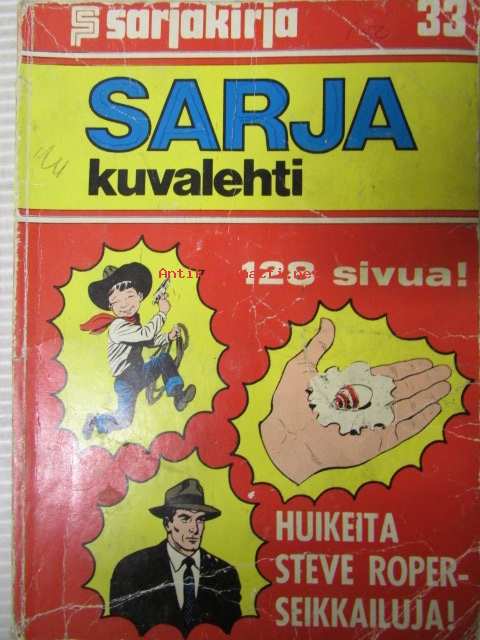 sarjakirja 33
SARJA
kuvalehti
128 sivua!
HUIKEITA
STEVE ROPER-
SEIKKAILUJA!